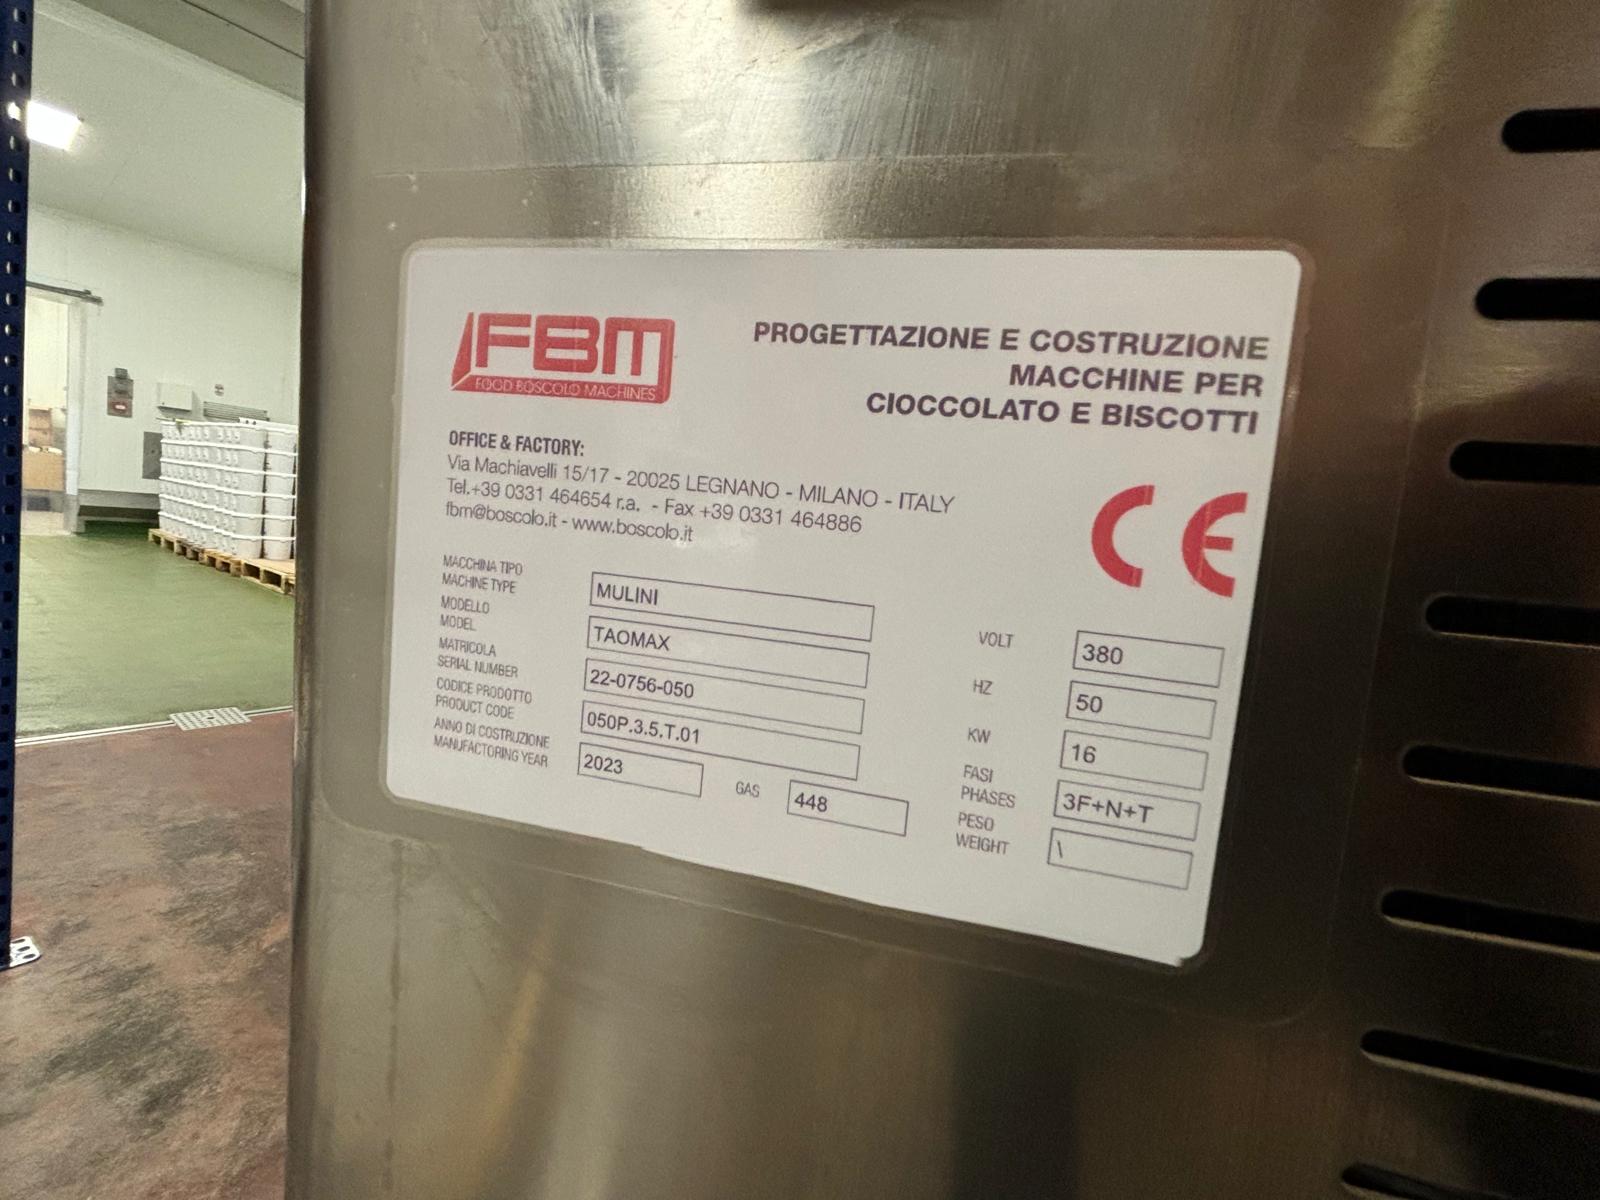 FBM
FOOD BOSCOLO MACHINES
PROGETTAZIONE E COSTRUZIONE
MACCHINE PER
CIOCCOLATO E BISCOTTI
OFFICE & FACTORY:
Via Machiavelli 15/17 - 20025 LEGNANO - MILANO - ITALY
Tel.+39 0331 464654 r.a. - Fax +39 0331 464886
fbm@boscolo.it - www.boscolo.it
CE
MACCHINA TIPO
MACHINE TYPE
MULINI
MODELLO
MODEL
TAOMAX
MATRICOLA
SERIAL NUMBER
22-0756-050
CODICE PRODOTTO
PRODUCT CODE
050P.3.5.T.01
ANNO DI COSTRUZIONE
MANUFACTORING YEAR
2023
GAS
448
VOLT
380
HZ
50
KW
16
FASI
PHASES
3F+N+T
PESO
WEIGHT
\